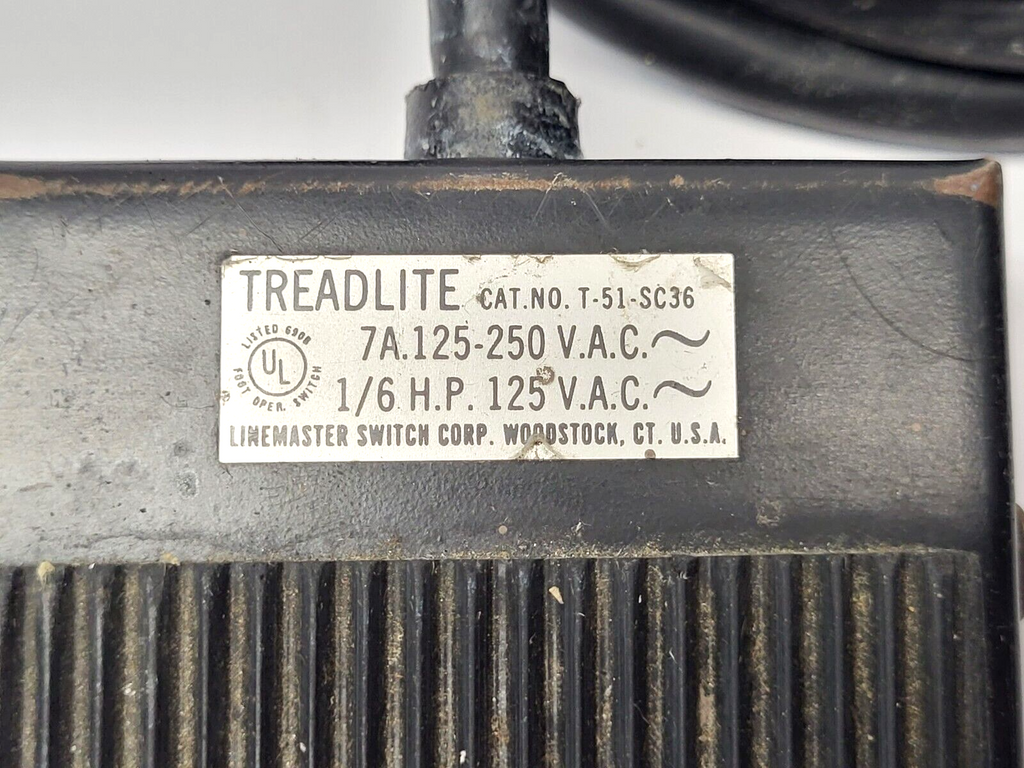 TREADLITE CAT.NO. T-51-SC36
7A.125-250 V.A.C.~
1/6 H.P. 125 V.A.C.~
LISTED 690R
UL
FOOT OPER. SWITCH
LINEMASTER SWITCH CORP. WOODSTOCK, CT. U.S.A.